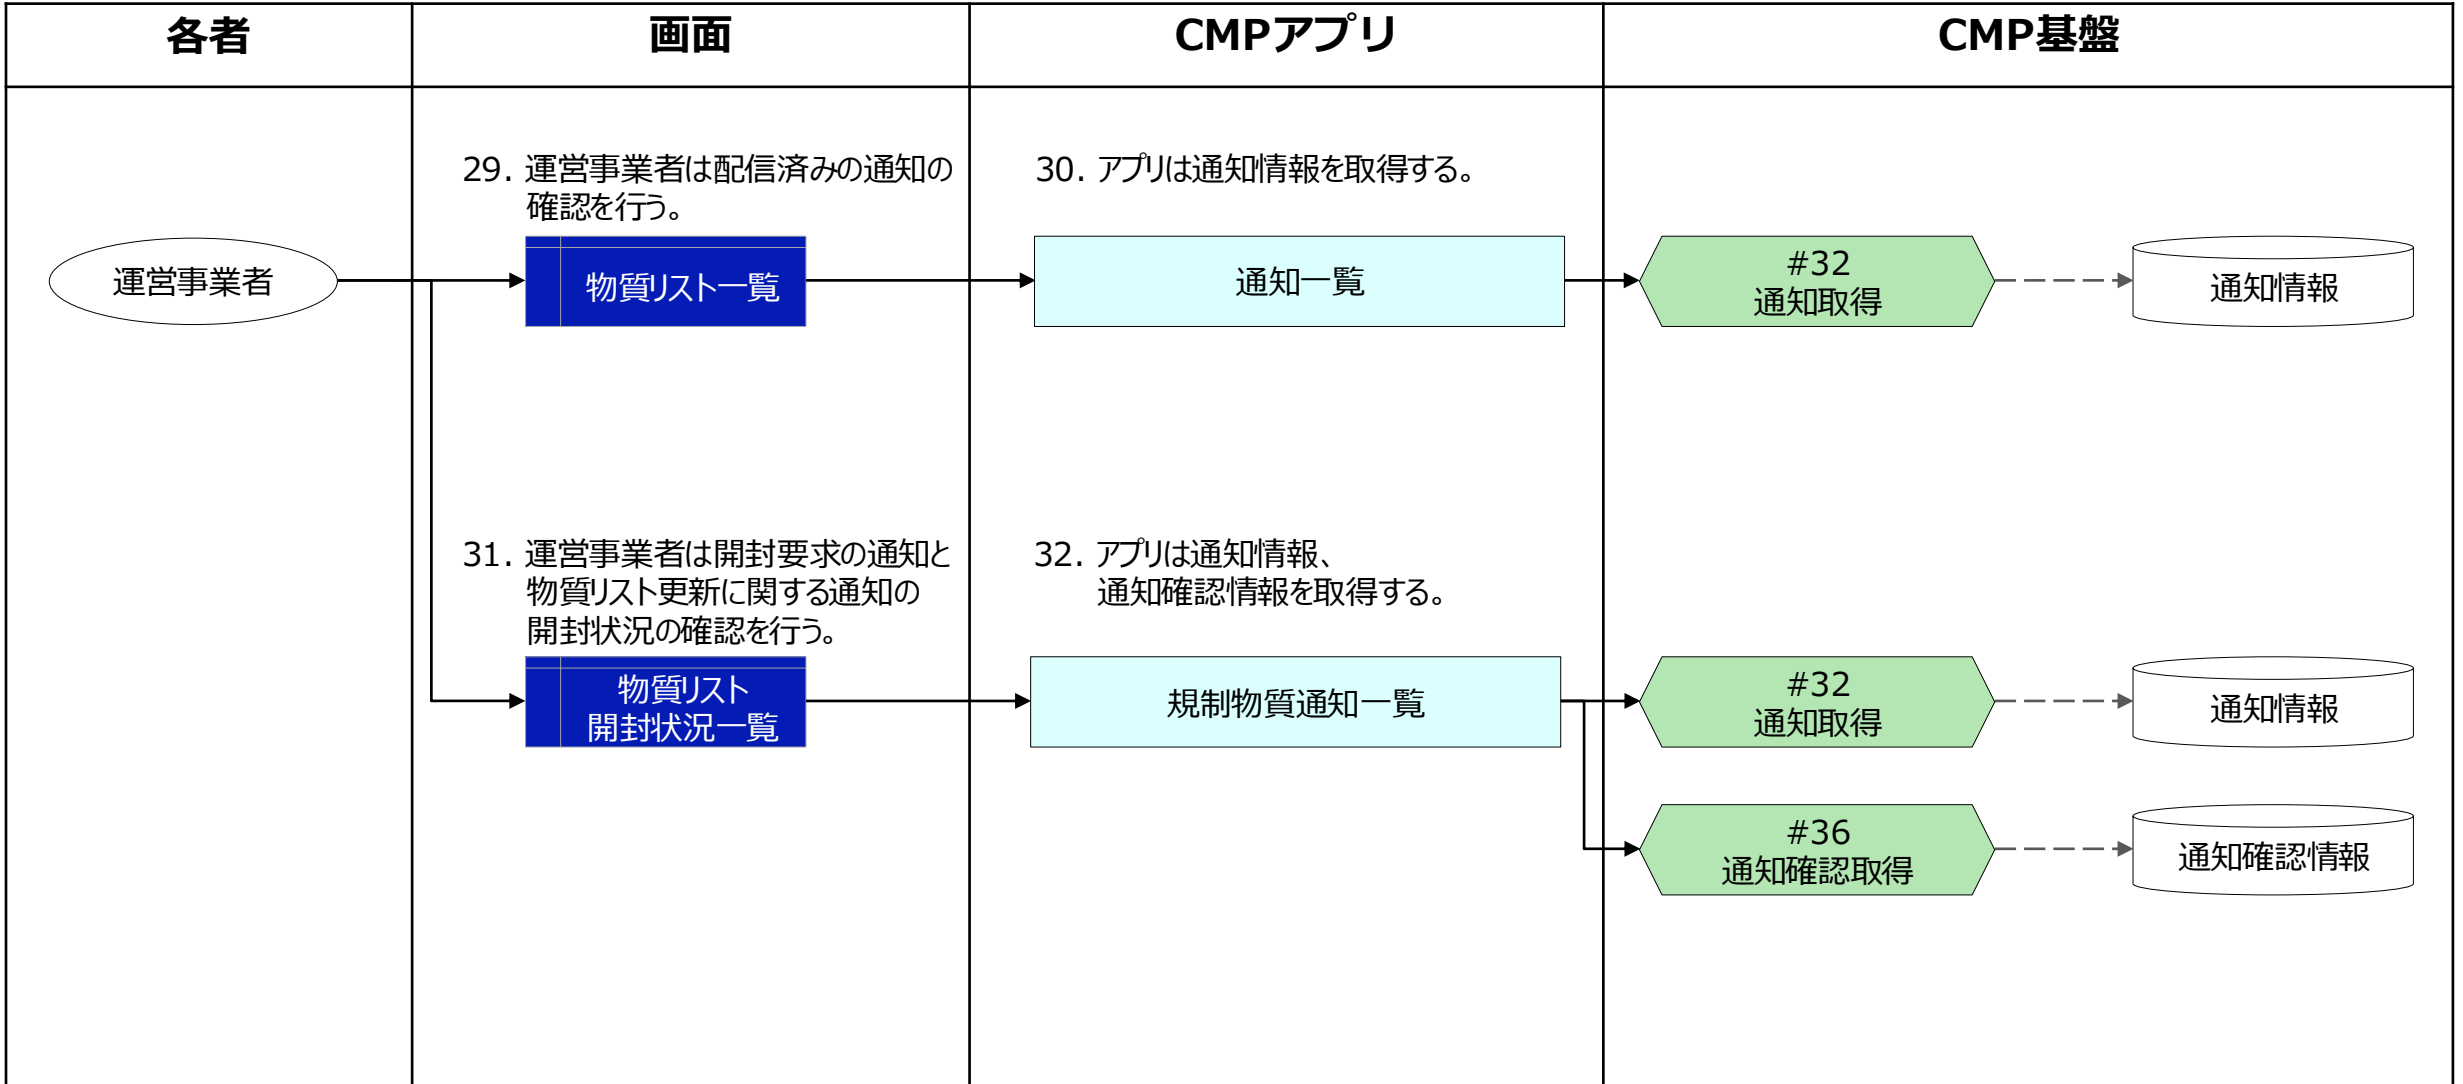 各者
画面
CMPアプリ
CMP基盤
29. 運営事業者は配信済みの通知の
確認を行う。
30. アプリは通知情報を取得する。
運営事業者
物質リスト一覧
通知一覧
#32
通知取得
通知情報
31. 運営事業者は開封要求の通知と
物質リスト更新に関する通知の
開封状況の確認を行う。
32. アプリは通知情報、
通知確認情報を取得する。
物質リスト
開封状況一覧
規制物質通知一覧
#32
通知取得
通知情報
#36
通知確認取得
通知確認情報